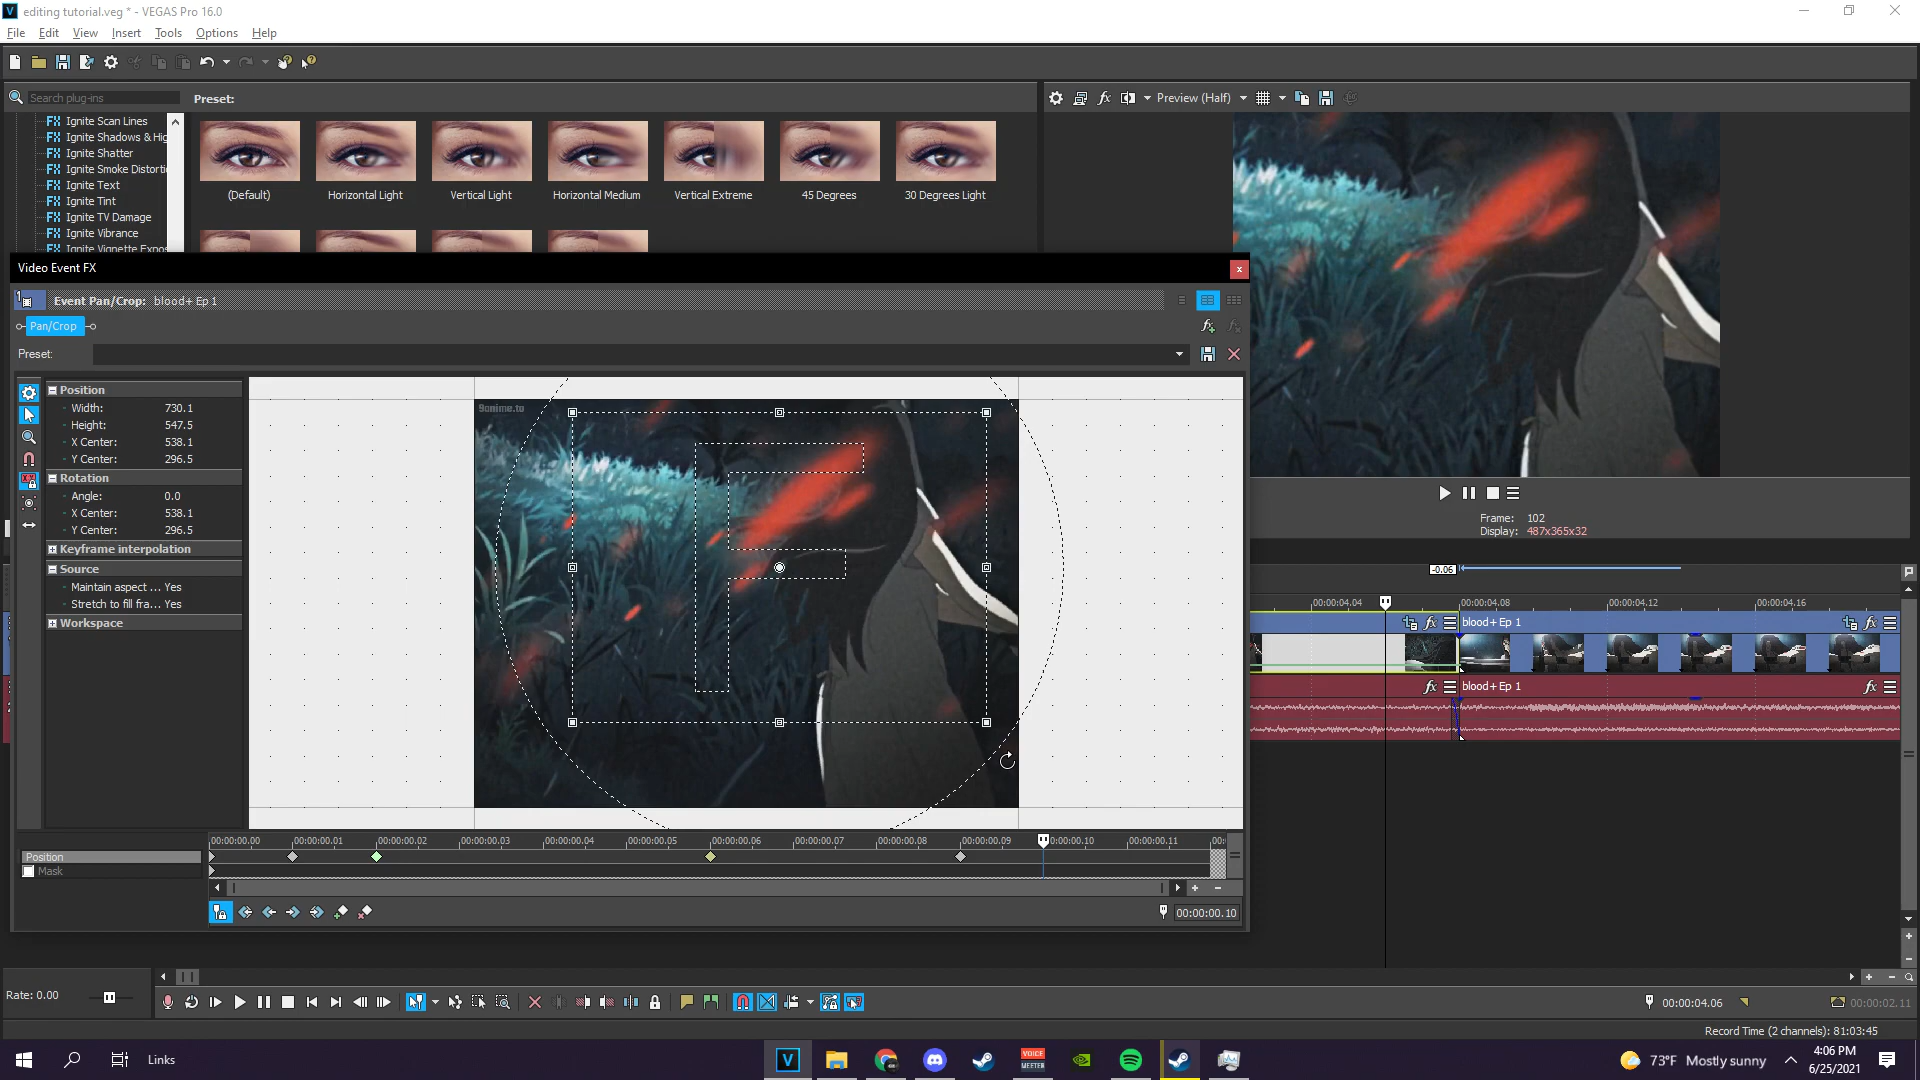 editing tutorial.veg * - VEGAS Pro 16.0
File Edit View Insert Tools Options Help
Search plug-ins
Preset:
Preview (Half)
Ignite Scan Lines
Ignite Shadows & Hig
Ignite Shatter
Ignite Smoke Distorti
Ignite Text
Ignite Tint
Ignite TV Damage
Ignite Vibrance
Ignite Vignette Expos
(Default)
Horizontal Light
Vertical Light
Horizontal Medium
Vertical Extreme
45 Degrees
30 Degrees Light
Video Event FX
Event Pan/Crop: blood+ Ep 1
Pan/Crop
Preset:
Position
Width: 730.1
Height: 547.5
X Center: 538.1
Y Center: 296.5
Rotation
Angle: 0.0
X Center: 538.1
Y Center: 296.5
Keyframe interpolation
Source
Maintain aspect ... Yes
Stretch to fill fra... Yes
Workspace
9anime.to
Frame: 102
Display: 487x365x32
-0.06
00:00:04.04 00:00:04.08 00:00:04.12 00:00:04.16
blood+ Ep 1
blood+ Ep 1
00:00:00.00 00:00:00.01 00:00:00.02 00:00:00.03 00:00:00.04 00:00:00.05 00:00:00.06 00:00:00.07 00:00:00.08 00:00:00.09 00:00:00.10 00:00:00.11 00:
Position
Mask
00:00:00.10
Rate: 0.00
00:00:04.06
00:00:02.11
Record Time (2 channels): 81:03:45
Links
VOICE
MEETER
73°F Mostly sunny
4:06 PM
6/25/2021